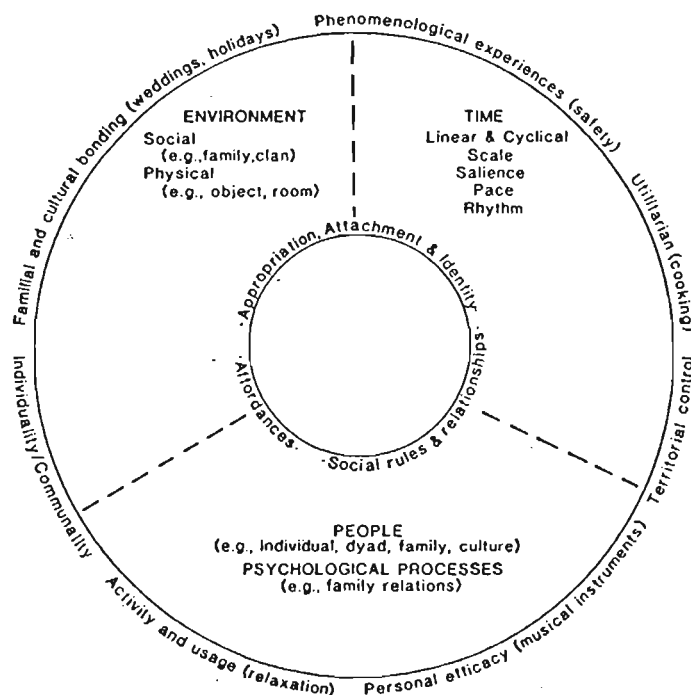 Phenomenological experiences (safety)
Utilitarian (cooking)
Territorial control
Personal efficacy (musical instruments)
Activity and usage (relaxation)
Individuality/Communality
Familial and cultural bonding (weddings, holidays)
ENVIRONMENT
Social
(e.g.,family,clan)
Physical
(e.g., object, room)
TIME
Linear & Cyclical
Scale
Salience
Pace
Rhythm
·Appropriation, Attachment & Identity·
·Social rules & relationships·
·Affordances·
PEOPLE
(e.g., Individual, dyad, family, culture)
PSYCHOLOGICAL PROCESSES
(e.g., family relations)